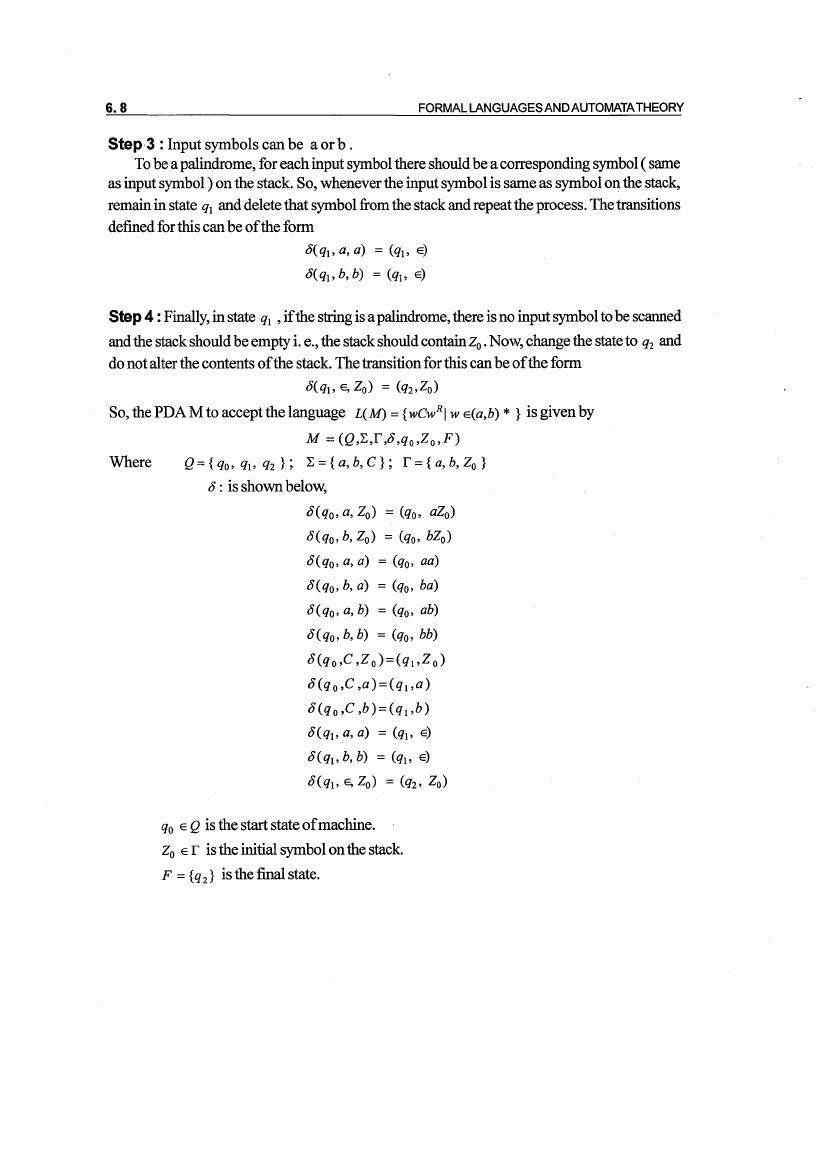 6. 8 FORMAL LANGUAGES AND AUTOMATA THEORY
Step 3 : Input symbols can be a or b .
To be a palindrome, for each input symbol there should be a corresponding symbol ( same
as input symbol ) on the stack. So, whenever the input symbol is same as symbol on the stack,
remain in state q₁ and delete that symbol from the stack and repeat the process. The transitions
defined for this can be of the form
δ(q₁, a, a) = (q₁, ∈)
δ(q₁, b, b) = (q₁, ∈)
Step 4 : Finally, in state q₁ , if the string is a palindrome, there is no input symbol to be scanned
and the stack should be empty i. e., the stack should contain Z₀ . Now, change the state to q₂ and
do not alter the contents of the stack. The transition for this can be of the form
δ(q₁, ∈, Z₀) = (q₂,Z₀)
So, the PDA M to accept the language L(M) = {wCwᴿ| w ∈(a,b) * } is given by
M = (Q,Σ,Γ,δ,q₀,Z₀,F)
Where Q = { q₀, q₁, q₂ } ; Σ = { a, b, C } ; Γ = { a, b, Z₀ }
δ : is shown below,
δ(q₀, a, Z₀) = (q₀, aZ₀)
δ(q₀, b, Z₀) = (q₀, bZ₀)
δ(q₀, a, a) = (q₀, aa)
δ(q₀, b, a) = (q₀, ba)
δ(q₀, a, b) = (q₀, ab)
δ(q₀, b, b) = (q₀, bb)
δ(q₀,C,Z₀)=(q₁,Z₀)
δ(q₀,C,a)=(q₁,a)
δ(q₀,C,b)=(q₁,b)
δ(q₁, a, a) = (q₁, ∈)
δ(q₁, b, b) = (q₁, ∈)
δ(q₁, ∈, Z₀) = (q₂, Z₀)
q₀ ∈ Q is the start state of machine.
Z₀ ∈ Γ is the initial symbol on the stack.
F = {q₂} is the final state.